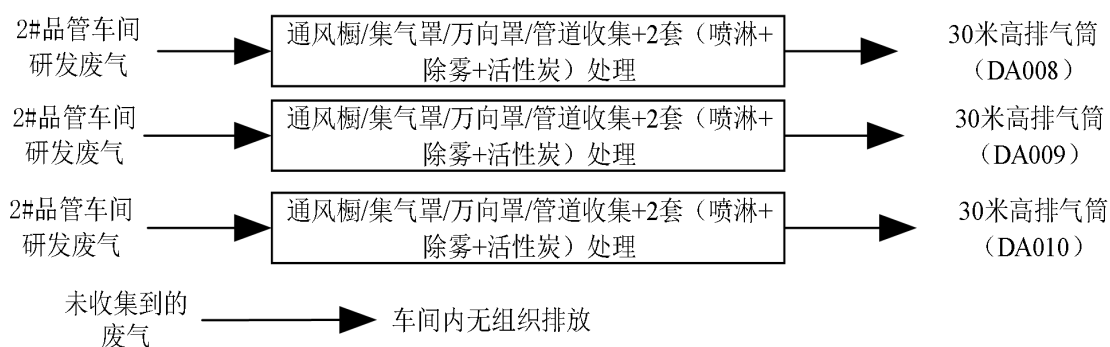 2#品管车间
研发废气
通风橱/集气罩/万向罩/管道收集+2套（喷淋+
除雾+活性炭）处理
30米高排气筒
（DA008）
2#品管车间
研发废气
通风橱/集气罩/万向罩/管道收集+2套（喷淋+
除雾+活性炭）处理
30米高排气筒
（DA009）
2#品管车间
研发废气
通风橱/集气罩/万向罩/管道收集+2套（喷淋+
除雾+活性炭）处理
30米高排气筒
（DA010）
未收集到的
废气
车间内无组织排放